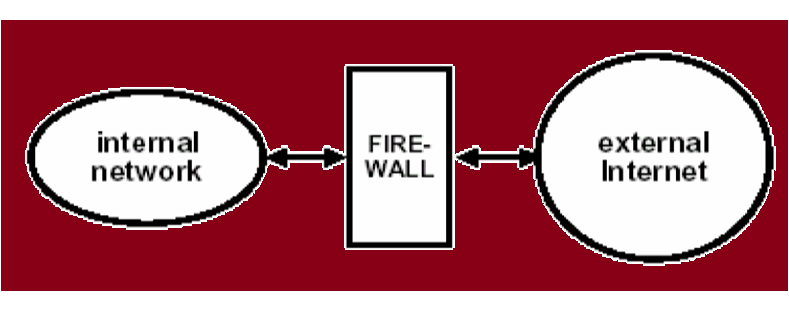 internal
network
FIRE-
WALL
external
Internet